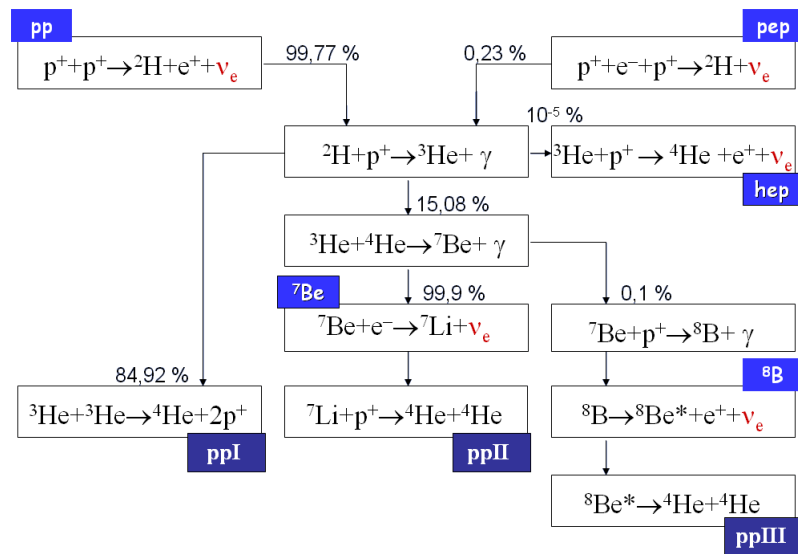 pp
pep
p⁺+p⁺→²H+e⁺+νₑ
99,77 %
0,23 %
p⁺+e⁻+p⁺→²H+νₑ
10⁻⁵ %
²H+p⁺→³He+ γ
³He+p⁺→ ⁴He +e⁺+νₑ
hep
15,08 %
³He+⁴He→⁷Be+ γ
⁷Be
99,9 %
0,1 %
⁷Be+e⁻→⁷Li+νₑ
⁷Be+p⁺→⁸B+ γ
84,92 %
⁸B
³He+³He→⁴He+2p⁺
⁷Li+p⁺→⁴He+⁴He
⁸B→⁸Be*+e⁺+νₑ
ppI
ppII
⁸Be*→⁴He+⁴He
ppIII